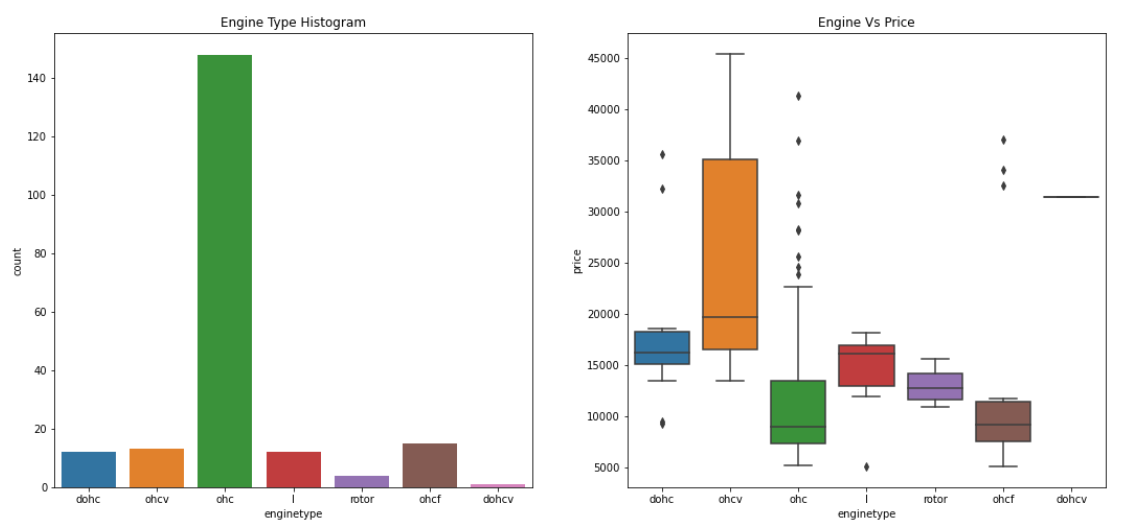 Engine Type Histogram
140
120
100
80
60
40
20
0
count
dohc ohcv ohc l rotor ohcf dohcv
enginetype
Engine Vs Price
45000
40000
35000
30000
25000
20000
15000
10000
5000
price
dohc ohcv ohc l rotor ohcf dohcv
enginetype